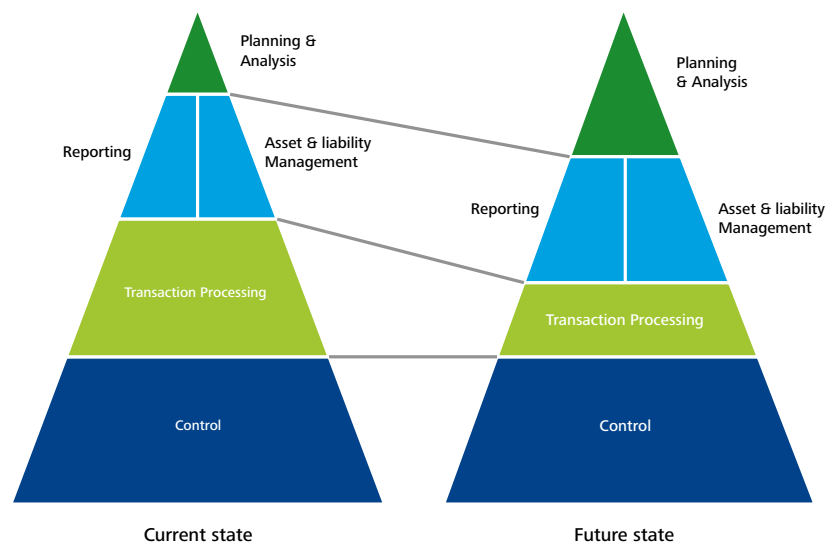 Planning &
Analysis
Reporting
Asset & liability
Management
Transaction Processing
Control
Current state
Planning
& Analysis
Reporting
Asset & liability
Management
Transaction Processing
Control
Future state